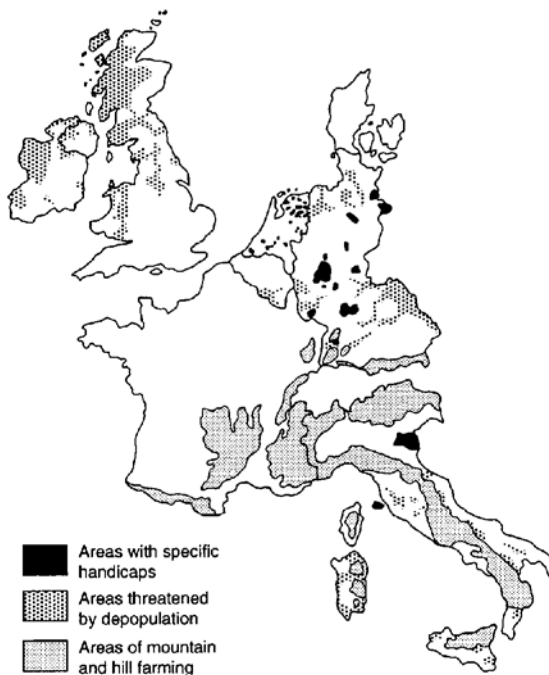 Areas with specific
handicaps
Areas threatened
by depopulation
Areas of mountain
and hill farming